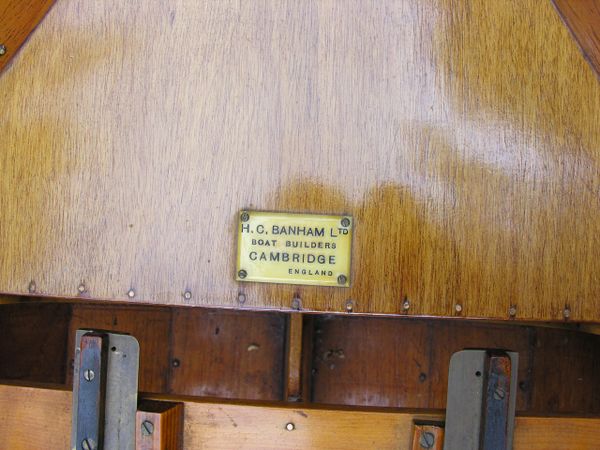 H. C. BANHAM LTD
BOAT BUILDERS
CAMBRIDGE
ENGLAND